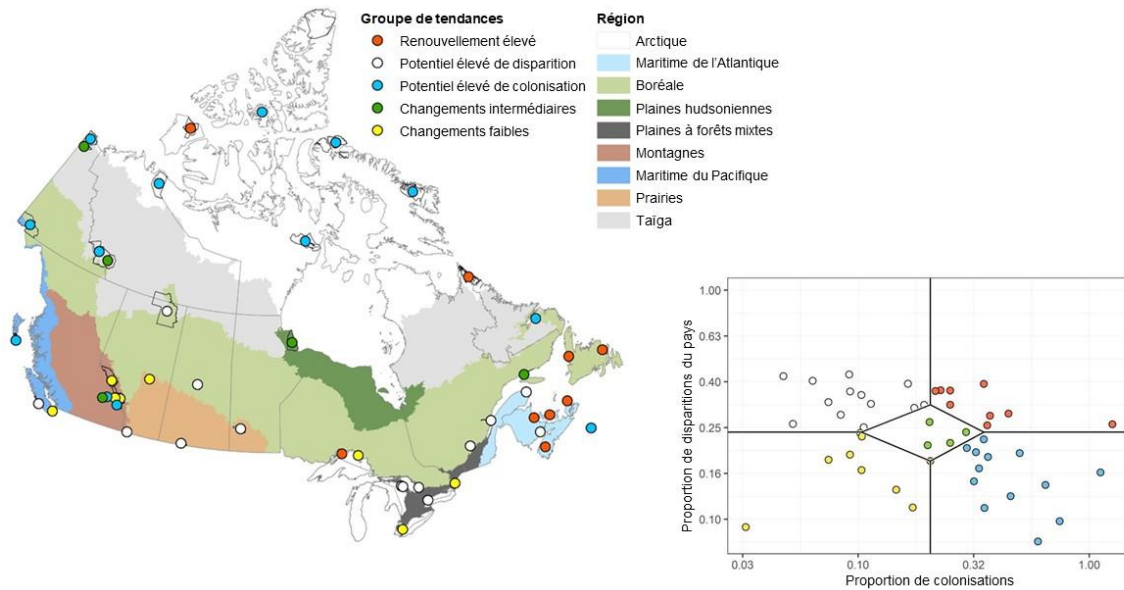 Groupe de tendances
Renouvellement élevé
Potentiel élevé de disparition
Potentiel élevé de colonisation
Changements intermédiaires
Changements faibles
Région
Arctique
Maritime de l'Atlantique
Boréale
Plaines hudsoniennes
Plaines à forêts mixtes
Montagnes
Maritime du Pacifique
Prairies
Taïga
Proportion de disparitions du pays
1.00
0.63
0.40
0.25
0.16
0.10
0.03
0.10
0.32
1.00
Proportion de colonisations